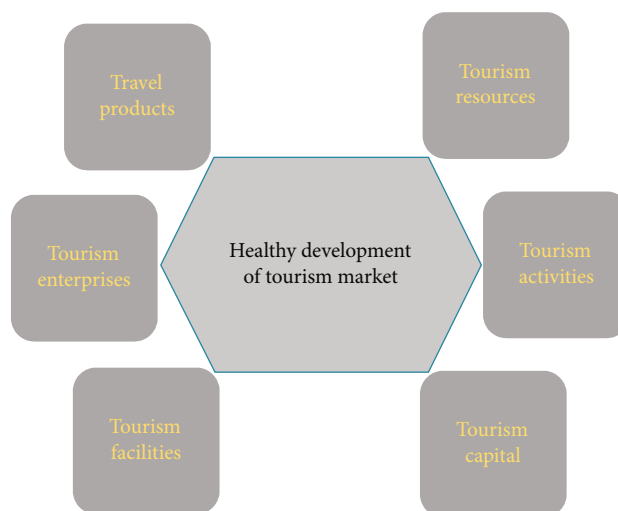 Travel
products
Tourism
resources
Tourism
enterprises
Healthy development
of tourism market
Tourism
activities
Tourism
facilities
Tourism
capital